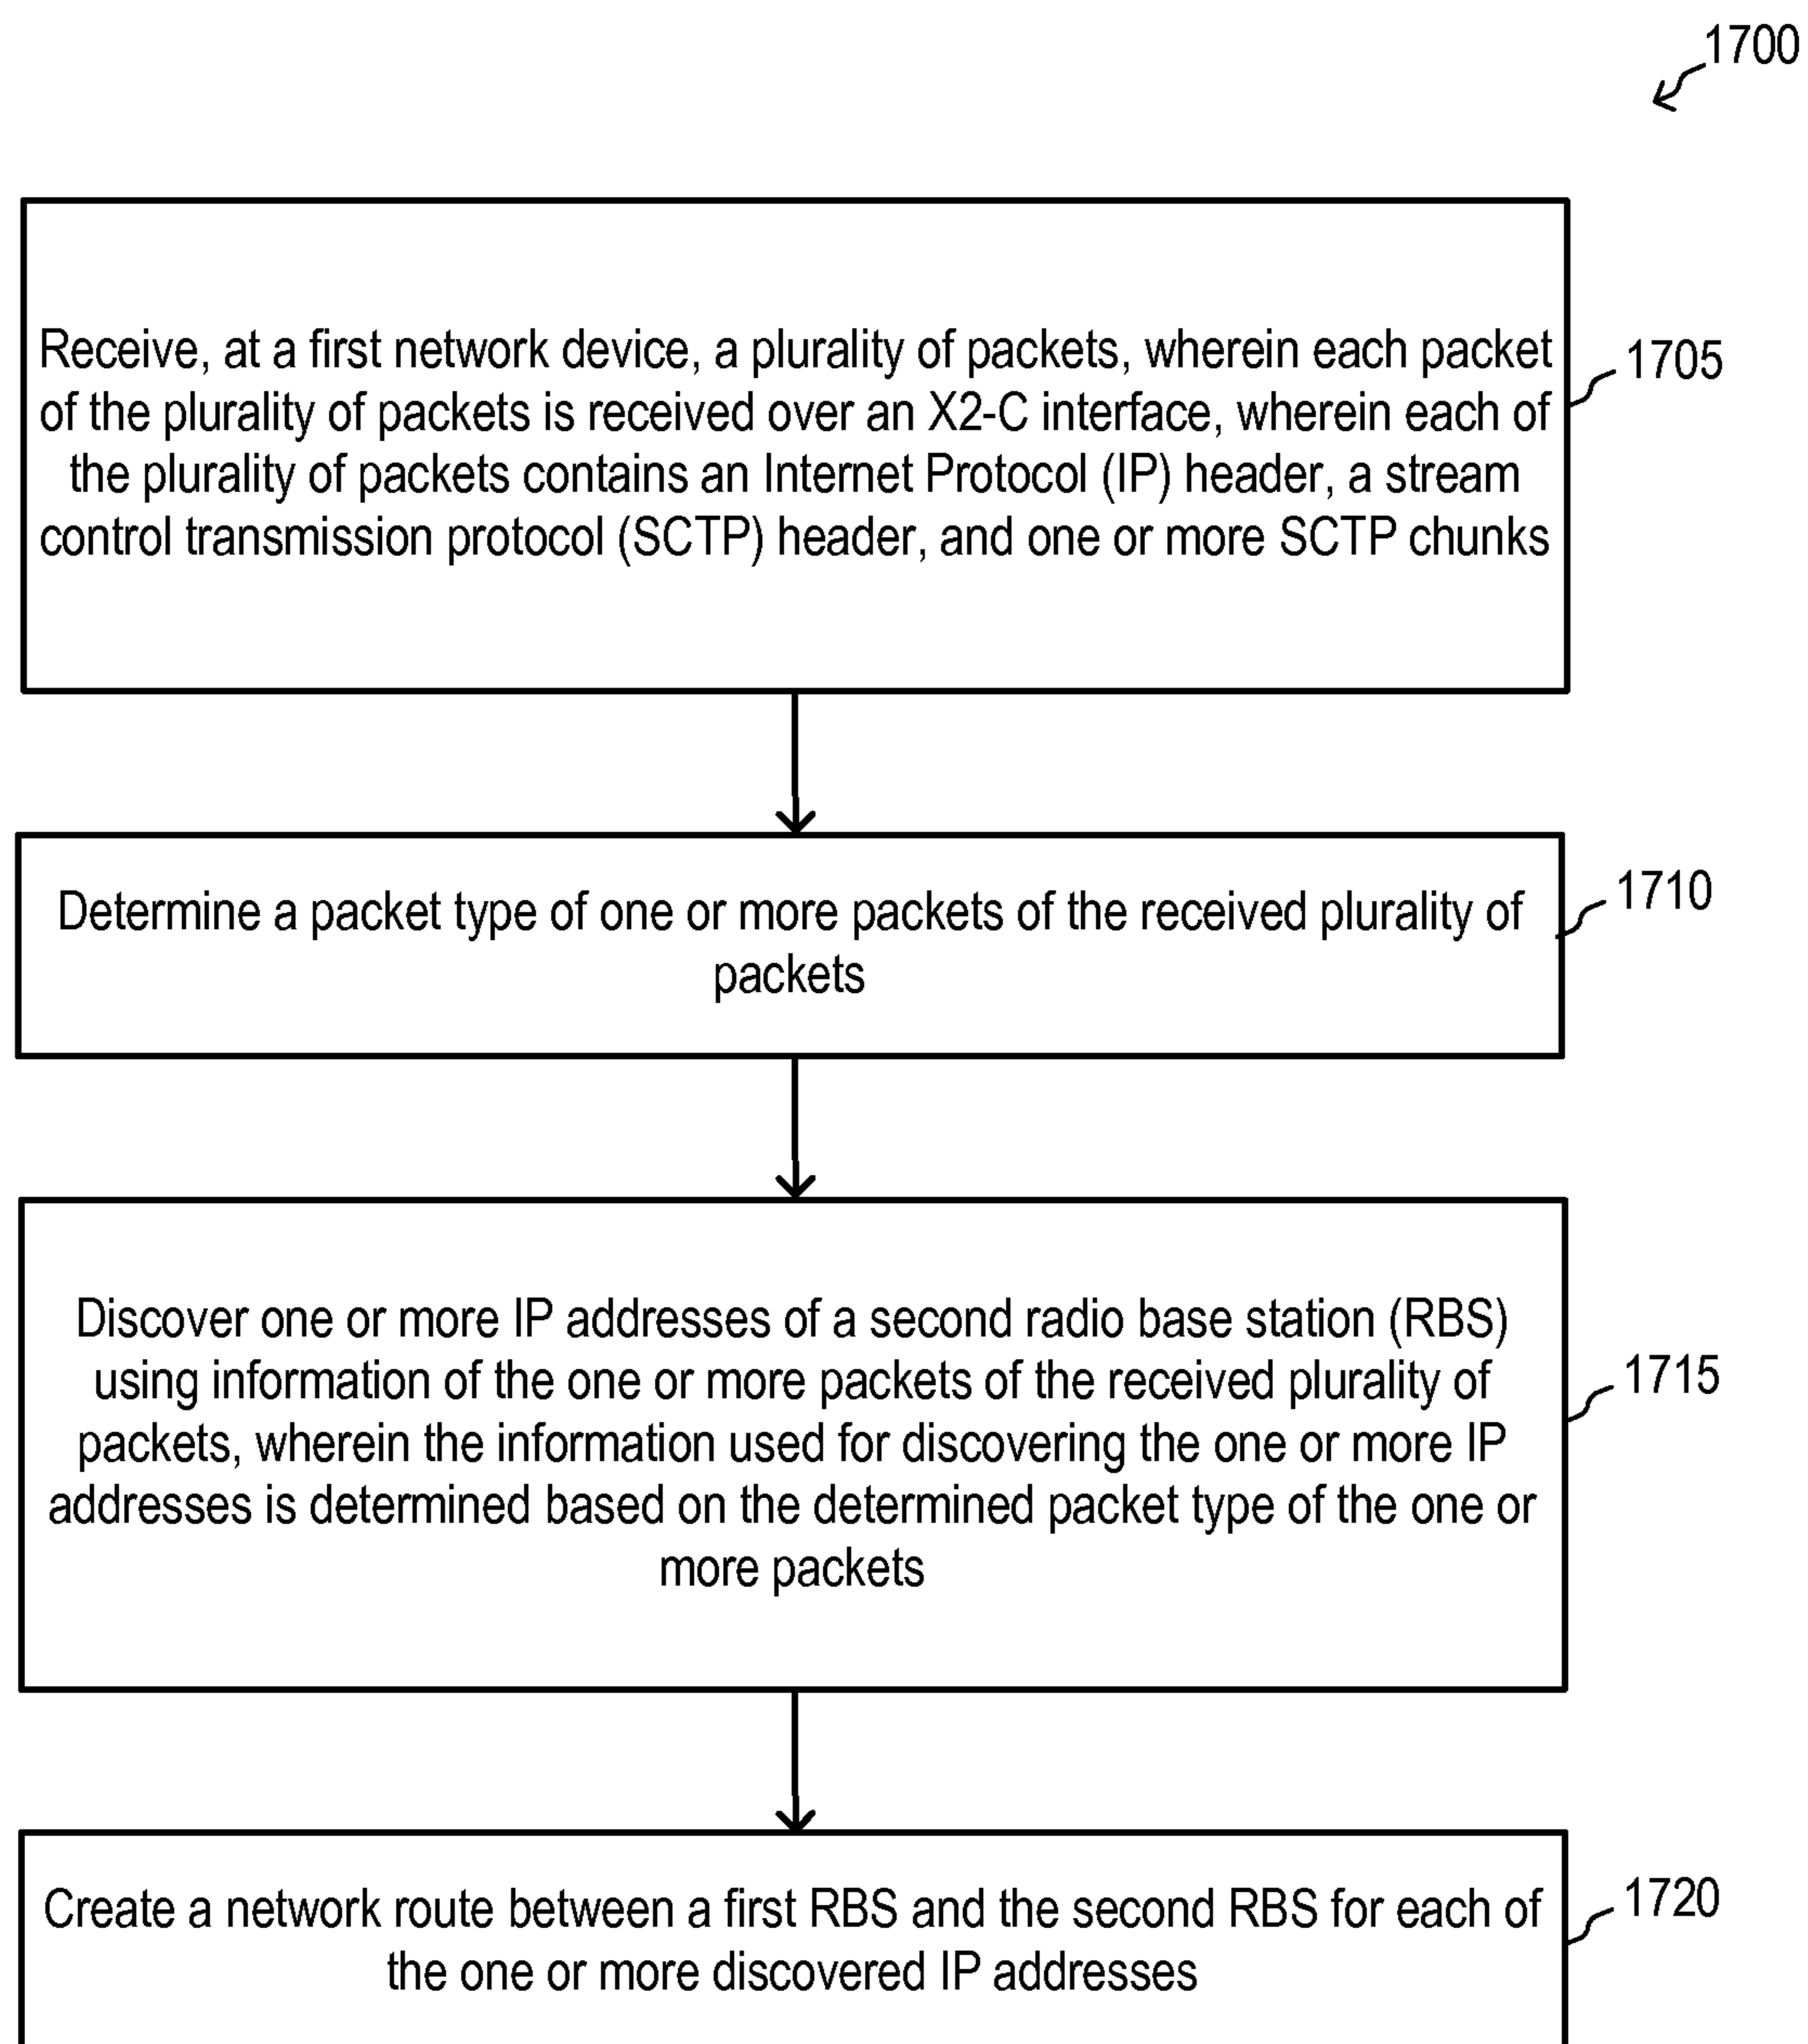 1700
Receive, at a first network device, a plurality of packets, wherein each packet
of the plurality of packets is received over an X2-C interface, wherein each of
the plurality of packets contains an Internet Protocol (IP) header, a stream
control transmission protocol (SCTP) header, and one or more SCTP chunks
1705
Determine a packet type of one or more packets of the received plurality of
packets
1710
Discover one or more IP addresses of a second radio base station (RBS)
using information of the one or more packets of the received plurality of
packets, wherein the information used for discovering the one or more IP
addresses is determined based on the determined packet type of the one or
more packets
1715
Create a network route between a first RBS and the second RBS for each of
the one or more discovered IP addresses
1720